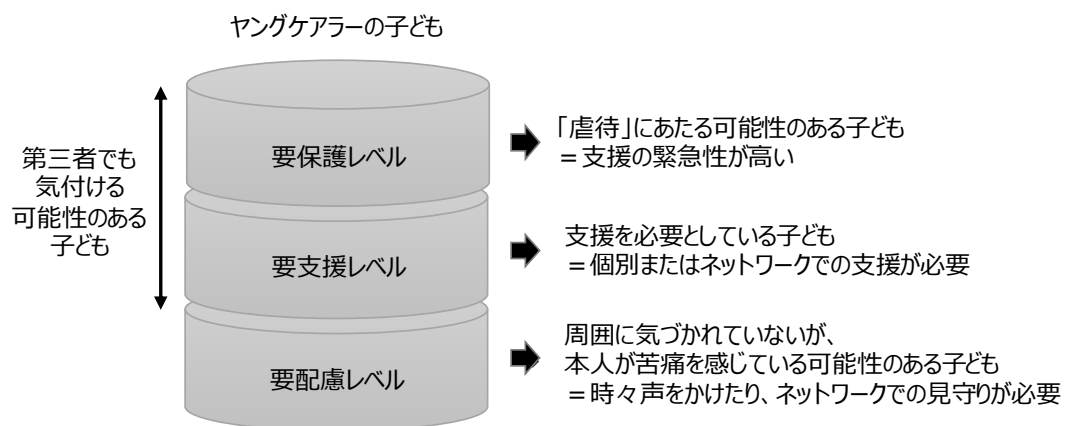 ヤングケアラーの子ども
第三者でも
気付ける
可能性のある
子ども
要保護レベル
「虐待」にあたる可能性のある子ども
＝支援の緊急性が高い
要支援レベル
支援を必要としている子ども
＝個別またはネットワークでの支援が必要
要配慮レベル
周囲に気づかれていないが、
本人が苦痛を感じている可能性のある子ども
＝時々声をかけたり、ネットワークでの見守りが必要